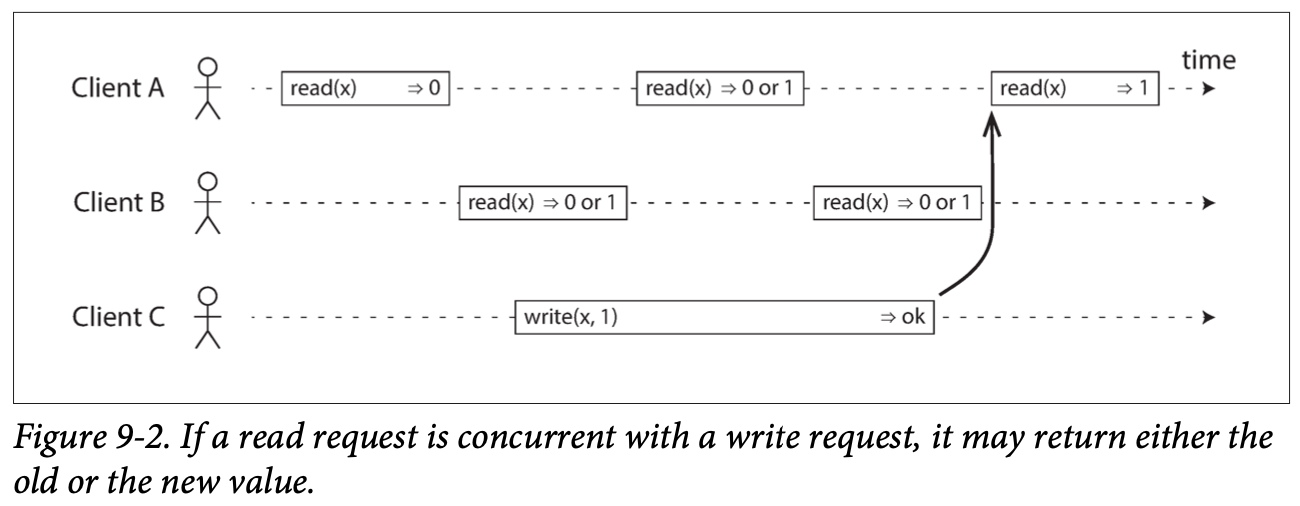 time
Client A read(x) ⇒ 0 read(x) ⇒ 0 or 1 read(x) ⇒ 1
Client B read(x) ⇒ 0 or 1 read(x) ⇒ 0 or 1
Client C write(x, 1) ⇒ ok
Figure 9-2. If a read request is concurrent with a write request, it may return either the
old or the new value.